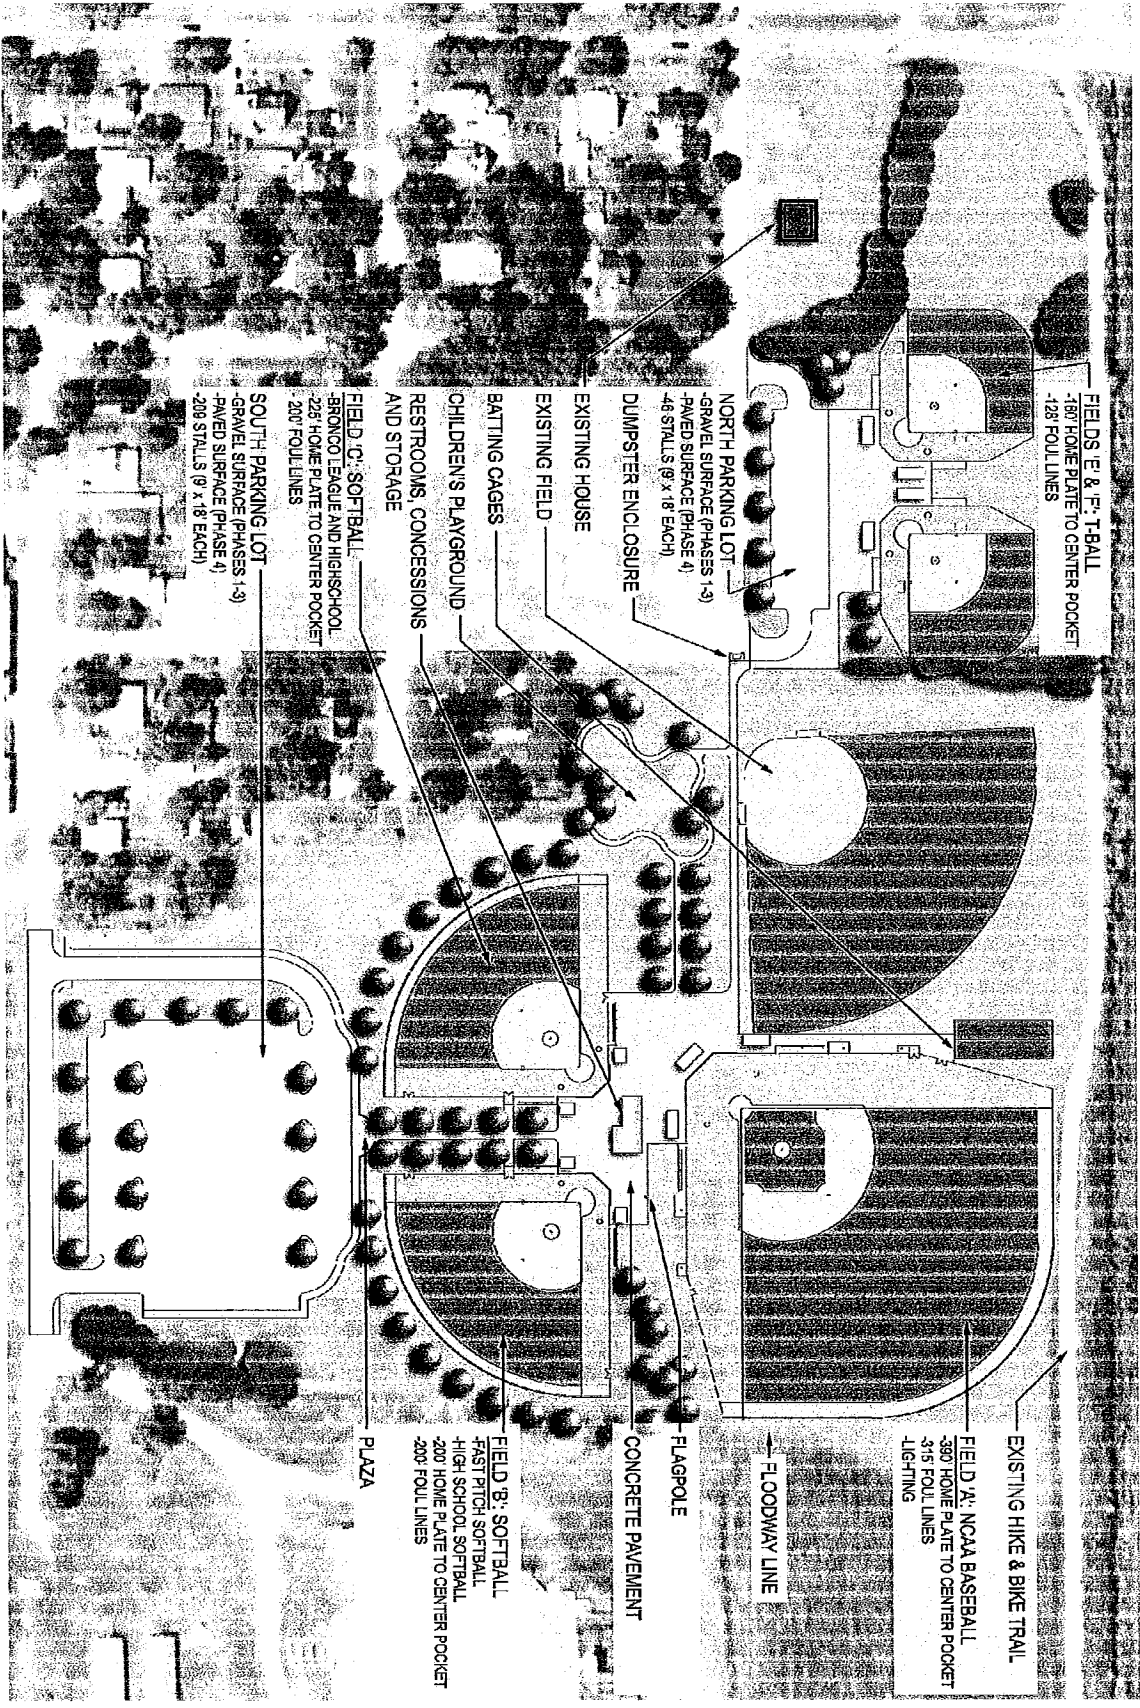 FIELDS 'E' & 'F': T-BALL
-160' HOME PLATE TO CENTER POCKET
-125' FOUL LINES
NORTH PARKING LOT
-GRAVEL SURFACE (PHASES 1-3)
-PAVED SURFACE (PHASE 4)
-46 STALLS (9' x 18' EACH)
DUMPSTER ENCLOSURE
EXISTING HOUSE
EXISTING FIELD
BATTING CAGES
CHILDREN'S PLAYGROUND
RESTROOMS, CONCESSIONS
AND STORAGE
FIELD 'C': SOFTBALL
-BRONCO LEAGUE AND HIGHSCHOOL
-225' HOME PLATE TO CENTER POCKET
-200' FOUL LINES
SOUTH PARKING LOT
-GRAVEL SURFACE (PHASES 1-3)
-PAVED SURFACE (PHASE 4)
-209 STALLS (9' x 18' EACH)
EXISTING HIKE & BIKE TRAIL
FIELD 'A': NCAA BASEBALL
-390' HOME PLATE TO CENTER POCKET
-315' FOUL LINES
-LIGHTING
FLOODWAY LINE
FLAGPOLE
CONCRETE PAVEMENT
FIELD 'B': SOFTBALL
-FAST PITCH SOFTBALL
-HIGH SCHOOL SOFTBALL
-200' HOME PLATE TO CENTER POCKET
-200' FOUL LINES
PLAZA